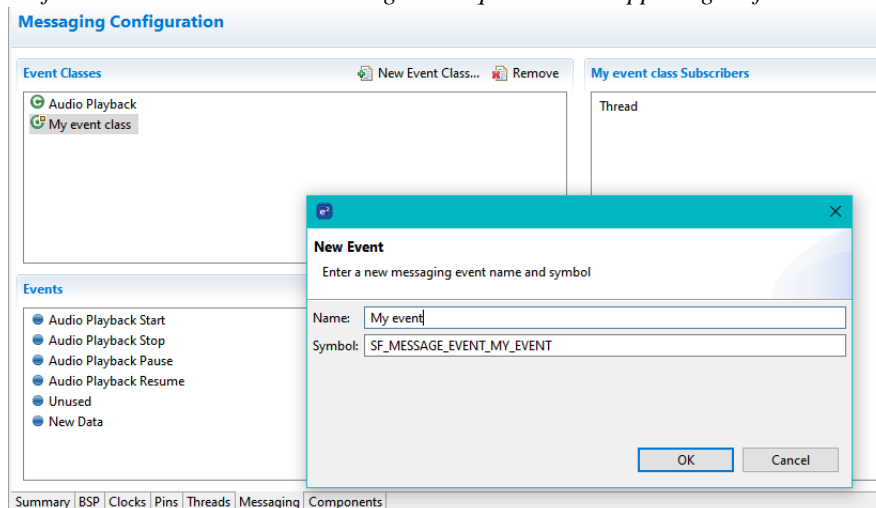 Messaging Configuration
Event Classes
New Event Class... Remove
My event class Subscribers
Audio Playback
My event class
Thread
e²
New Event
Enter a new messaging event name and symbol
Name: My event
Symbol: SF_MESSAGE_EVENT_MY_EVENT
OK Cancel
Events
Audio Playback Start
Audio Playback Stop
Audio Playback Pause
Audio Playback Resume
Unused
New Data
Summary BSP Clocks Pins Threads Messaging Components